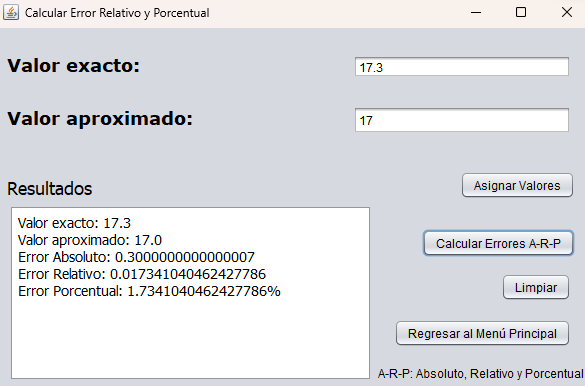 Calcular Error Relativo y Porcentual
Valor exacto:
17.3
Valor aproximado:
17
Resultados
Asignar Valores
Valor exacto: 17.3
Valor aproximado: 17.0
Error Absoluto: 0.3000000000000007
Error Relativo: 0.017341040462427786
Error Porcentual: 1.7341040462427786%
Calcular Errores A-R-P
Limpiar
Regresar al Menú Principal
A-R-P: Absoluto, Relativo y Porcentual